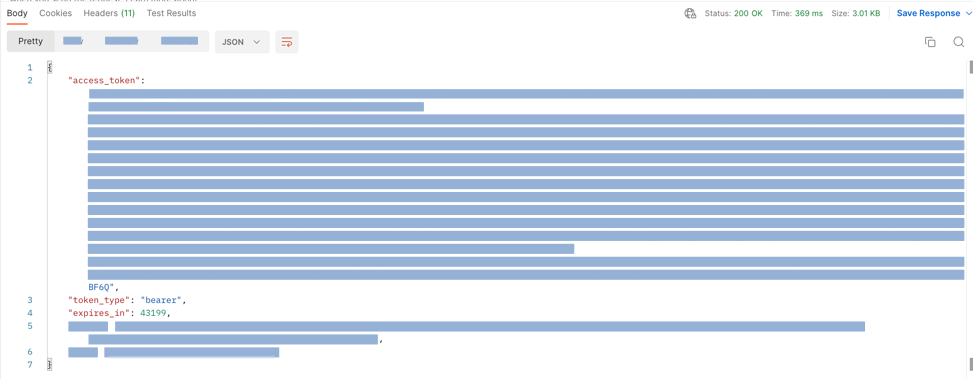 Body Cookies Headers (11) Test Results Status: 200 OK Time: 369 ms Size: 3.01 KB Save Response
Pretty JSON
1 {
2 "access_token":
BF6Q",
3 "token_type": "bearer",
4 "expires_in": 43199,
5
,
6
7 }